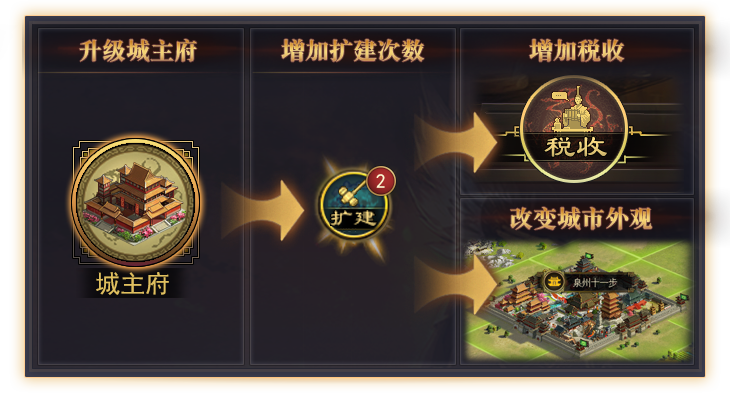 升级城主府
城主府
增加扩建次数
2
扩建
增加税收
税收
改变城市外观
泉州十一步